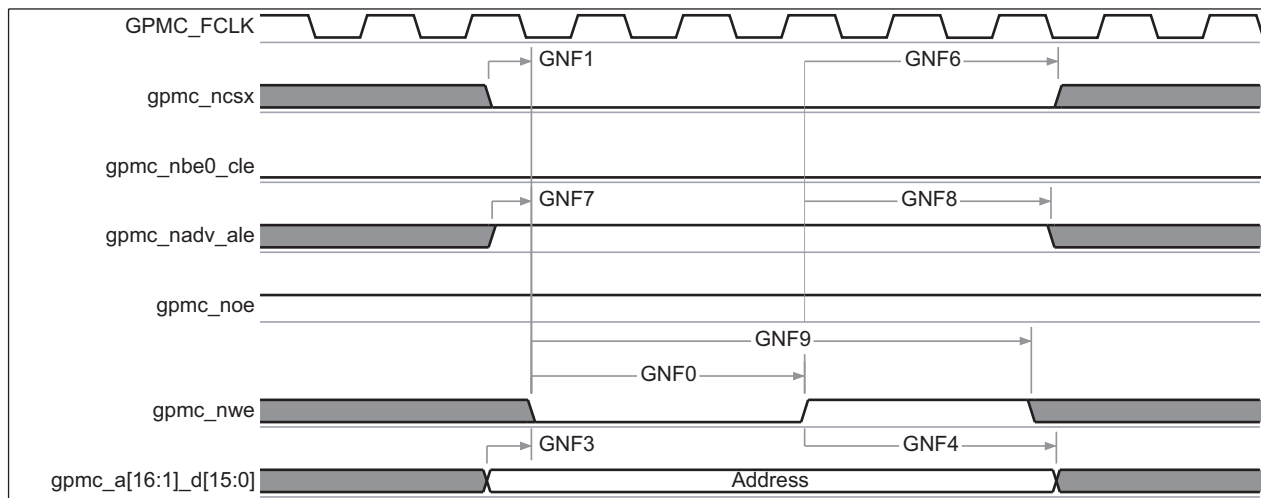 GPMC_FCLK
GNF1
GNF6
gpmc_ncsx
gpmc_nbe0_cle
GNF7
GNF8
gpmc_nadv_ale
gpmc_noe
GNF9
GNF0
gpmc_nwe
GNF3
GNF4
gpmc_a[16:1]_d[15:0]
Address